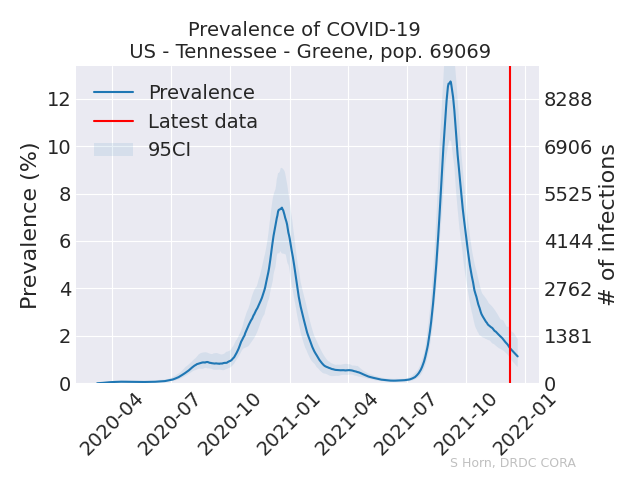 Prevalence of COVID-19
US - Tennessee - Greene, pop. 69069
Prevalence
Latest data
95CI
Prevalence (%)
12
10
8
6
4
2
0
8288
6906
5525
4144
2762
1381
0
# of infections
2020-04
2020-07
2020-10
2021-01
2021-04
2021-07
2021-10
2022-01
S Horn, DRDC CORA